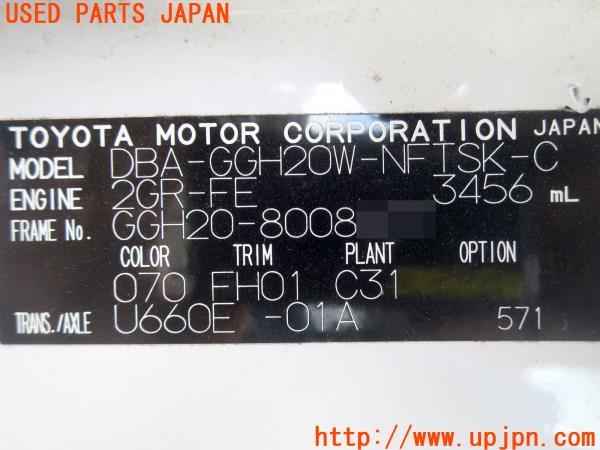 USED PARTS JAPAN
TOYOTA MOTOR CORPORATION JAPAN
MODEL DBA-GGH20W-NFTSK-C
ENGINE 2GR-FE 3456 mL
FRAME No. GGH20-8008
COLOR TRIM PLANT OPTION
070 FH01 C31
TRANS./AXLE U660E -01A 571
http://www.upjpn.com